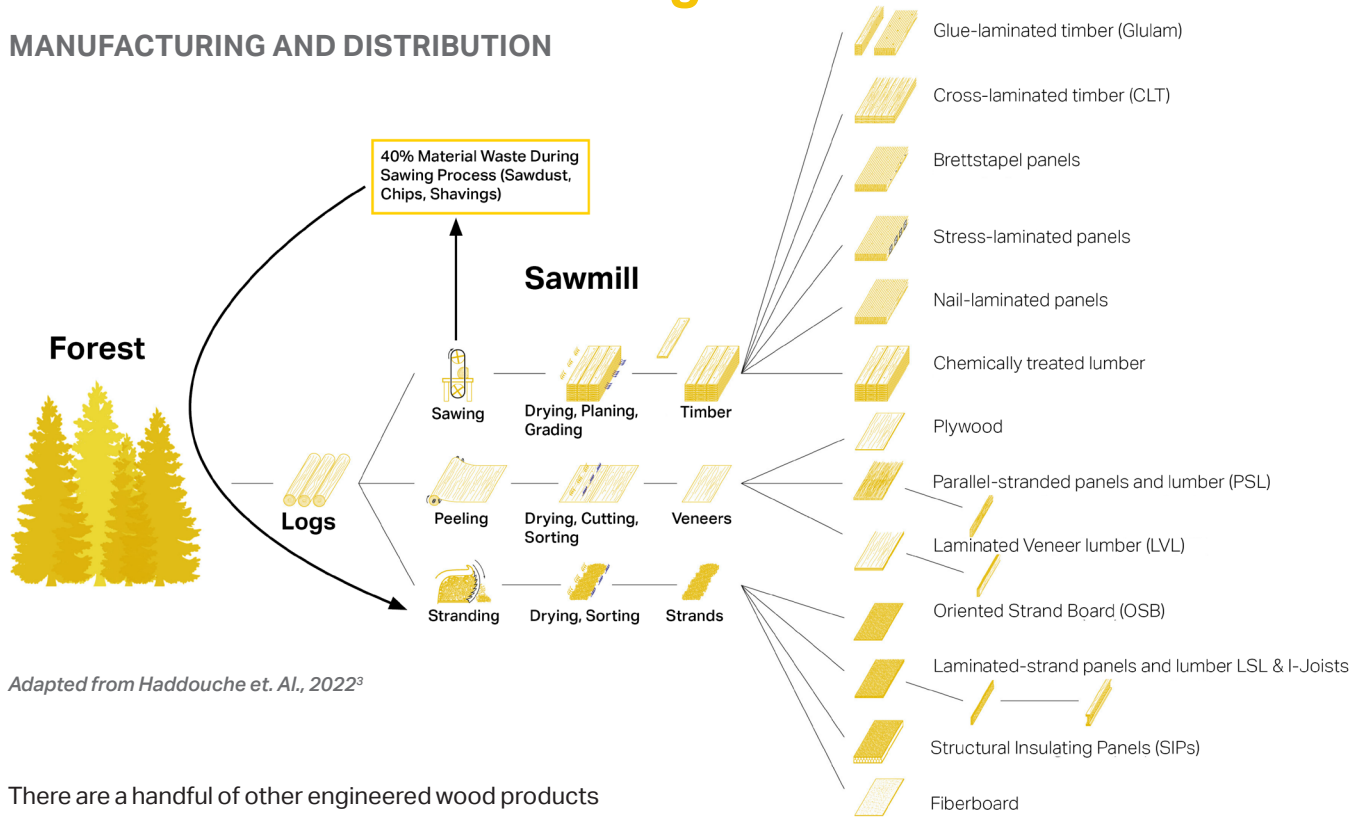 MANUFACTURING AND DISTRIBUTION
40% Material Waste During
Sawing Process (Sawdust,
Chips, Shavings)
Sawmill
Forest
Logs
Sawing
Drying, Planing,
Grading
Timber
Peeling
Drying, Cutting,
Sorting
Veneers
Stranding
Drying, Sorting
Strands
Glue-laminated timber (Glulam)
Cross-laminated timber (CLT)
Brettstapel panels
Stress-laminated panels
Nail-laminated panels
Chemically treated lumber
Plywood
Parallel-stranded panels and lumber (PSL)
Laminated Veneer lumber (LVL)
Oriented Strand Board (OSB)
Laminated-strand panels and lumber LSL & I-Joists
Structural Insulating Panels (SIPs)
Fiberboard
Adapted from Haddouche et. Al., 2022³
There are a handful of other engineered wood products